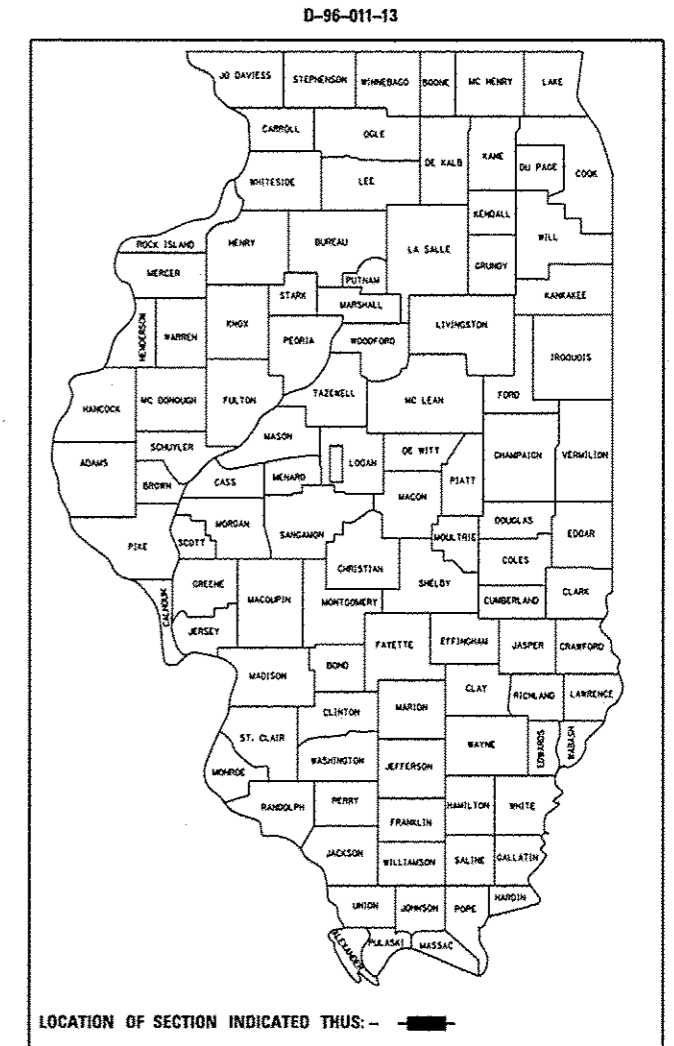 D-96-011-13
JO DAVIESS STEPHENSON WINNEBAGO BOONE MC HENRY LAKE
CARROLL OGLE DE KALB KANE DU PAGE COOK
WHITESIDE LEE
KENDALL
ROCK ISLAND HENRY BUREAU LA SALLE WILL
GRUNDY
MERCER PUTNAM
STARK MARSHALL KANKAKEE
HENDERSON WARREN KNOX PEORIA WOODFORD LIVINGSTON
IROQUOIS
HANCOCK MC DONOUGH FULTON TAZEWELL MC LEAN FORD
MASON
SCHUYLER DE WITT
ADAMS LOGAN CHAMPAIGN VERMILION
BROWN CASS MENARD PIATT
MACON
MORGAN DOUGLAS
PIKE SCOTT SANGAMON MOULTRIE EDGAR
COLES
CHRISTIAN
GREENE SHELBY CLARK
CALHOUN MACOUPIN MONTGOMERY CUMBERLAND
JERSEY
FAYETTE EFFINGHAM JASPER CRAWFORD
BOND
MADISON
CLAY RICHLAND LAWRENCE
CLINTON MARION
ST. CLAIR
WASHINGTON WAYNE EDWARDS WABASH
MONROE JEFFERSON
RANDOLPH PERRY HAMILTON WHITE
FRANKLIN
JACKSON WILLIAMSON SALINE GALLATIN
HARDIN
UNION JOHNSON POPE
ALEXANDER PULASKI MASSAC
LOCATION OF SECTION INDICATED THUS: -